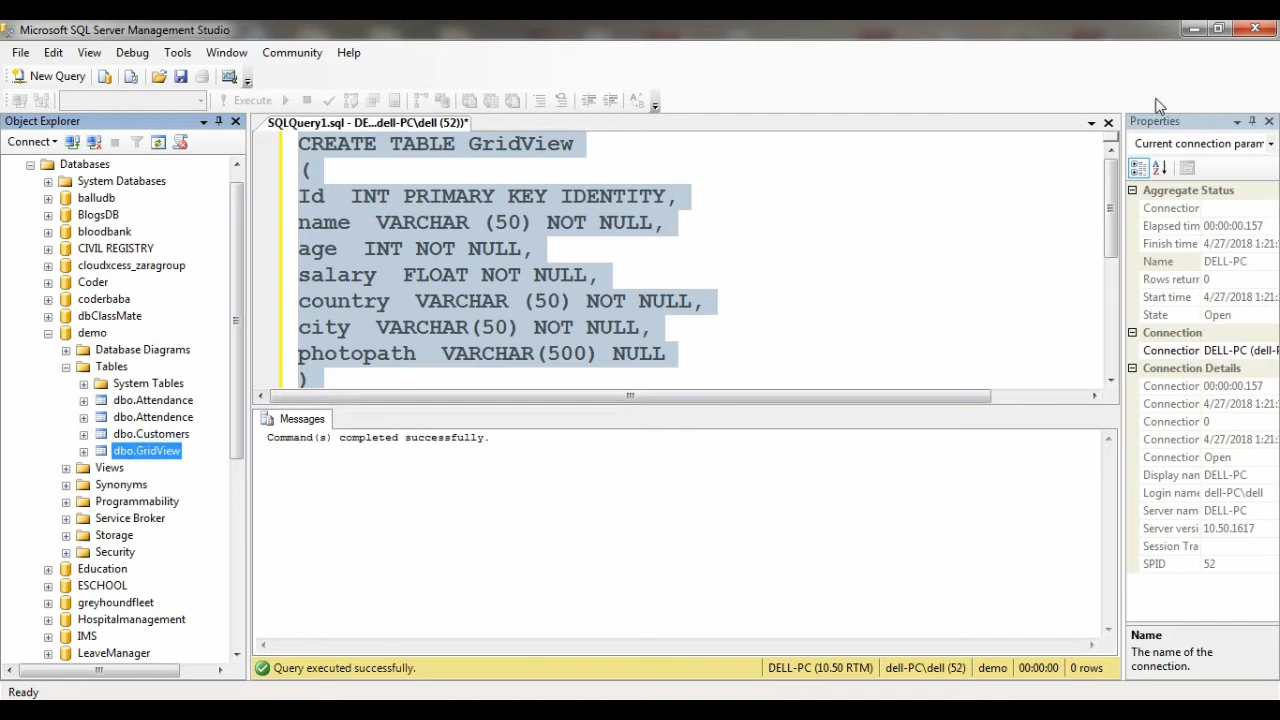 Microsoft SQL Server Management Studio
File Edit View Debug Tools Window Community Help
New Query
Execute
Object Explorer
Connect
Databases
System Databases
balludb
BlogsDB
bloodbank
CIVIL REGISTRY
cloudxcess_zaragroup
Coder
coderbaba
dbClassMate
demo
Database Diagrams
Tables
System Tables
dbo.Attendance
dbo.Attendence
dbo.Customers
dbo.GridView
Views
Synonyms
Programmability
Service Broker
Storage
Security
Education
ESCHOOL
greyhoundfleet
Hospitalmanagement
IMS
LeaveManager
SQLQuery1.sql - DE...dell-PC\dell (52))*
CREATE TABLE GridView
(
Id INT PRIMARY KEY IDENTITY,
name VARCHAR (50) NOT NULL,
age INT NOT NULL,
salary FLOAT NOT NULL,
country VARCHAR (50) NOT NULL,
city VARCHAR(50) NOT NULL,
photopath VARCHAR(500) NULL
)
Messages
Command(s) completed successfully.
Query executed successfully.
DELL-PC (10.50 RTM) dell-PC\dell (52) demo 00:00:00 0 rows
Properties
Current connection param
Aggregate Status
Connection
Elapsed tim 00:00:00.157
Finish time 4/27/2018 1:21:
Name DELL-PC
Rows return 0
Start time 4/27/2018 1:21:
State Open
Connection
Connection DELL-PC (dell-P
Connection Details
Connection 00:00:00.157
Connection 4/27/2018 1:21:
Connection 0
Connection 4/27/2018 1:21:
Connection Open
Display nan DELL-PC
Login name dell-PC\dell
Server nam DELL-PC
Server versi 10.50.1617
Session Tra
SPID 52
Name
The name of the
connection.
Ready